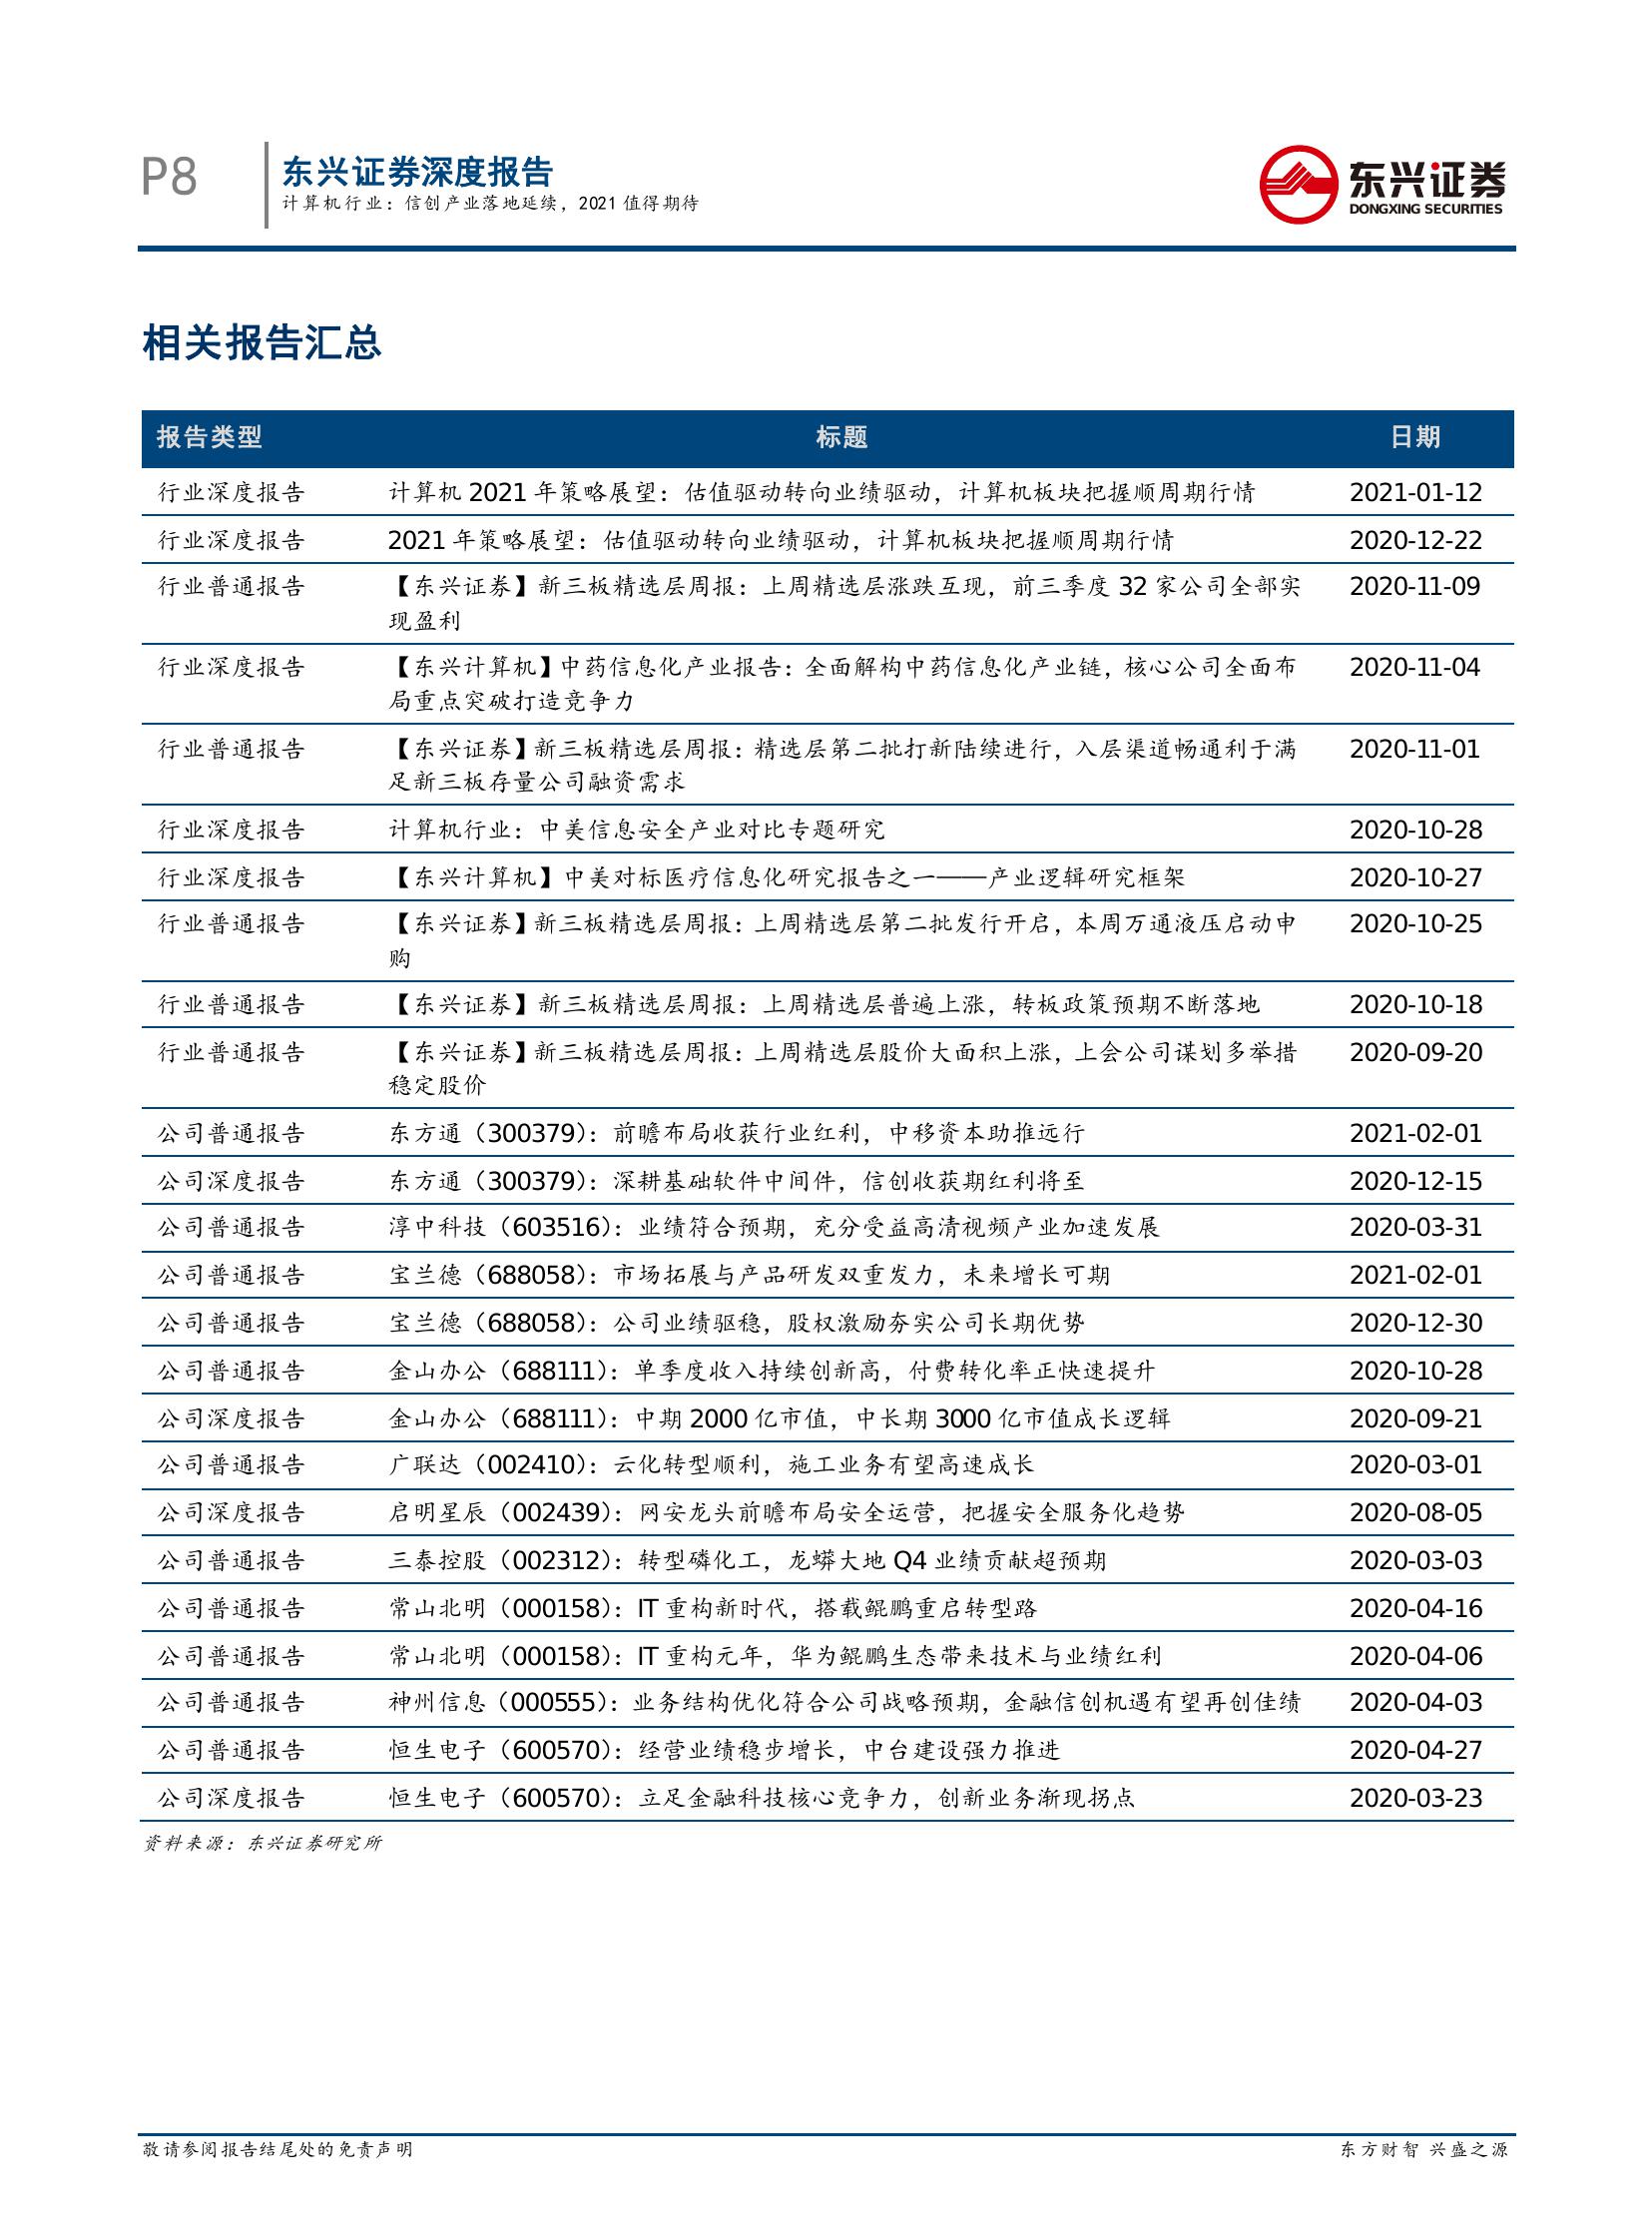 P8
东兴证券深度报告
计算机行业：信创产业落地延续，2021 值得期待
东兴证券
DONGXING SECURITIES
相关报告汇总
报告类型 标题 日期
行业深度报告 计算机 2021 年策略展望：估值驱动转向业绩驱动，计算机板块把握顺周期行情 2021-01-12
行业深度报告 2021 年策略展望：估值驱动转向业绩驱动，计算机板块把握顺周期行情 2020-12-22
行业普通报告 【东兴证券】新三板精选层周报：上周精选层涨跌互现，前三季度 32 家公司全部实 2020-11-09
现盈利
行业深度报告 【东兴计算机】中药信息化产业报告：全面解构中药信息化产业链，核心公司全面布 2020-11-04
局重点突破打造竞争力
行业普通报告 【东兴证券】新三板精选层周报：精选层第二批打新陆续进行，入层渠道畅通利于满 2020-11-01
足新三板存量公司融资需求
行业深度报告 计算机行业：中美信息安全产业对比专题研究 2020-10-28
行业深度报告 【东兴计算机】中美对标医疗信息化研究报告之一——产业逻辑研究框架 2020-10-27
行业普通报告 【东兴证券】新三板精选层周报：上周精选层第二批发行开启，本周万通液压启动申 2020-10-25
购
行业普通报告 【东兴证券】新三板精选层周报：上周精选层普遍上涨，转板政策预期不断落地 2020-10-18
行业普通报告 【东兴证券】新三板精选层周报：上周精选层股价大面积上涨，上会公司谋划多举措 2020-09-20
稳定股价
公司普通报告 东方通（300379）：前瞻布局收获行业红利，中移资本助推远行 2021-02-01
公司深度报告 东方通（300379）：深耕基础软件中间件，信创收获期红利将至 2020-12-15
公司普通报告 淳中科技（603516）：业绩符合预期，充分受益高清视频产业加速发展 2020-03-31
公司普通报告 宝兰德（688058）：市场拓展与产品研发双重发力，未来增长可期 2021-02-01
公司普通报告 宝兰德（688058）：公司业绩驱稳，股权激励夯实公司长期优势 2020-12-30
公司普通报告 金山办公（688111）：单季度收入持续创新高，付费转化率正快速提升 2020-10-28
公司深度报告 金山办公（688111）：中期 2000 亿市值，中长期 3000 亿市值成长逻辑 2020-09-21
公司普通报告 广联达（002410）：云化转型顺利，施工业务有望高速成长 2020-03-01
公司深度报告 启明星辰（002439）：网安龙头前瞻布局安全运营，把握安全服务化趋势 2020-08-05
公司普通报告 三泰控股（002312）：转型磷化工，龙蟒大地 Q4 业绩贡献超预期 2020-03-03
公司普通报告 常山北明（000158）：IT 重构新时代，搭载鲲鹏重启转型路 2020-04-16
公司普通报告 常山北明（000158）：IT 重构元年，华为鲲鹏生态带来技术与业绩红利 2020-04-06
公司普通报告 神州信息（000555）：业务结构优化符合公司战略预期，金融信创机遇有望再创佳绩 2020-04-03
公司普通报告 恒生电子（600570）：经营业绩稳步增长，中台建设强力推进 2020-04-27
公司深度报告 恒生电子（600570）：立足金融科技核心竞争力，创新业务渐现拐点 2020-03-23
资料来源：东兴证券研究所
敬请参阅报告结尾处的免责声明 东方财智 兴盛之源